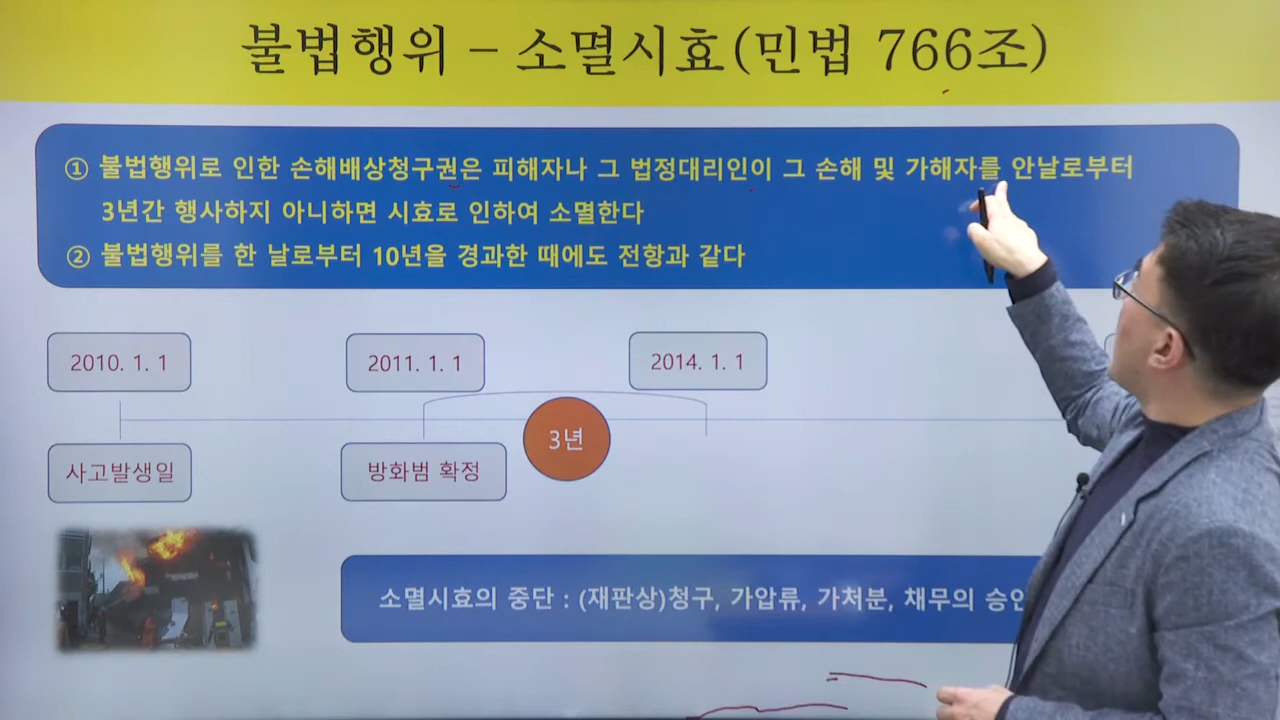 불법행위 – 소멸시효(민법 766조)
① 불법행위로 인한 손해배상청구권은 피해자나 그 법정대리인이 그 손해 및 가해자를 안날로부터
3년간 행사하지 아니하면 시효로 인하여 소멸한다
② 불법행위를 한 날로부터 10년을 경과한 때에도 전항과 같다
2010. 1. 1
2011. 1. 1
2014. 1. 1
3년
사고발생일
방화범 확정
소멸시효의 중단 : (재판상)청구, 가압류, 가처분, 채무의 승인